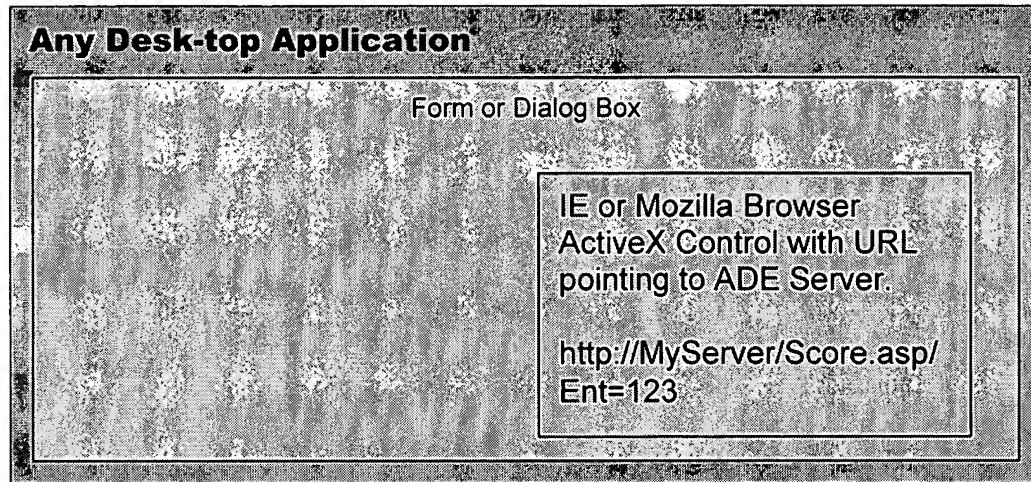 Any Desk-top Application
Form or Dialog Box
IE or Mozilla Browser
ActiveX Control with URL
pointing to ADE Server.
http://MyServer/Score.asp/
Ent=123